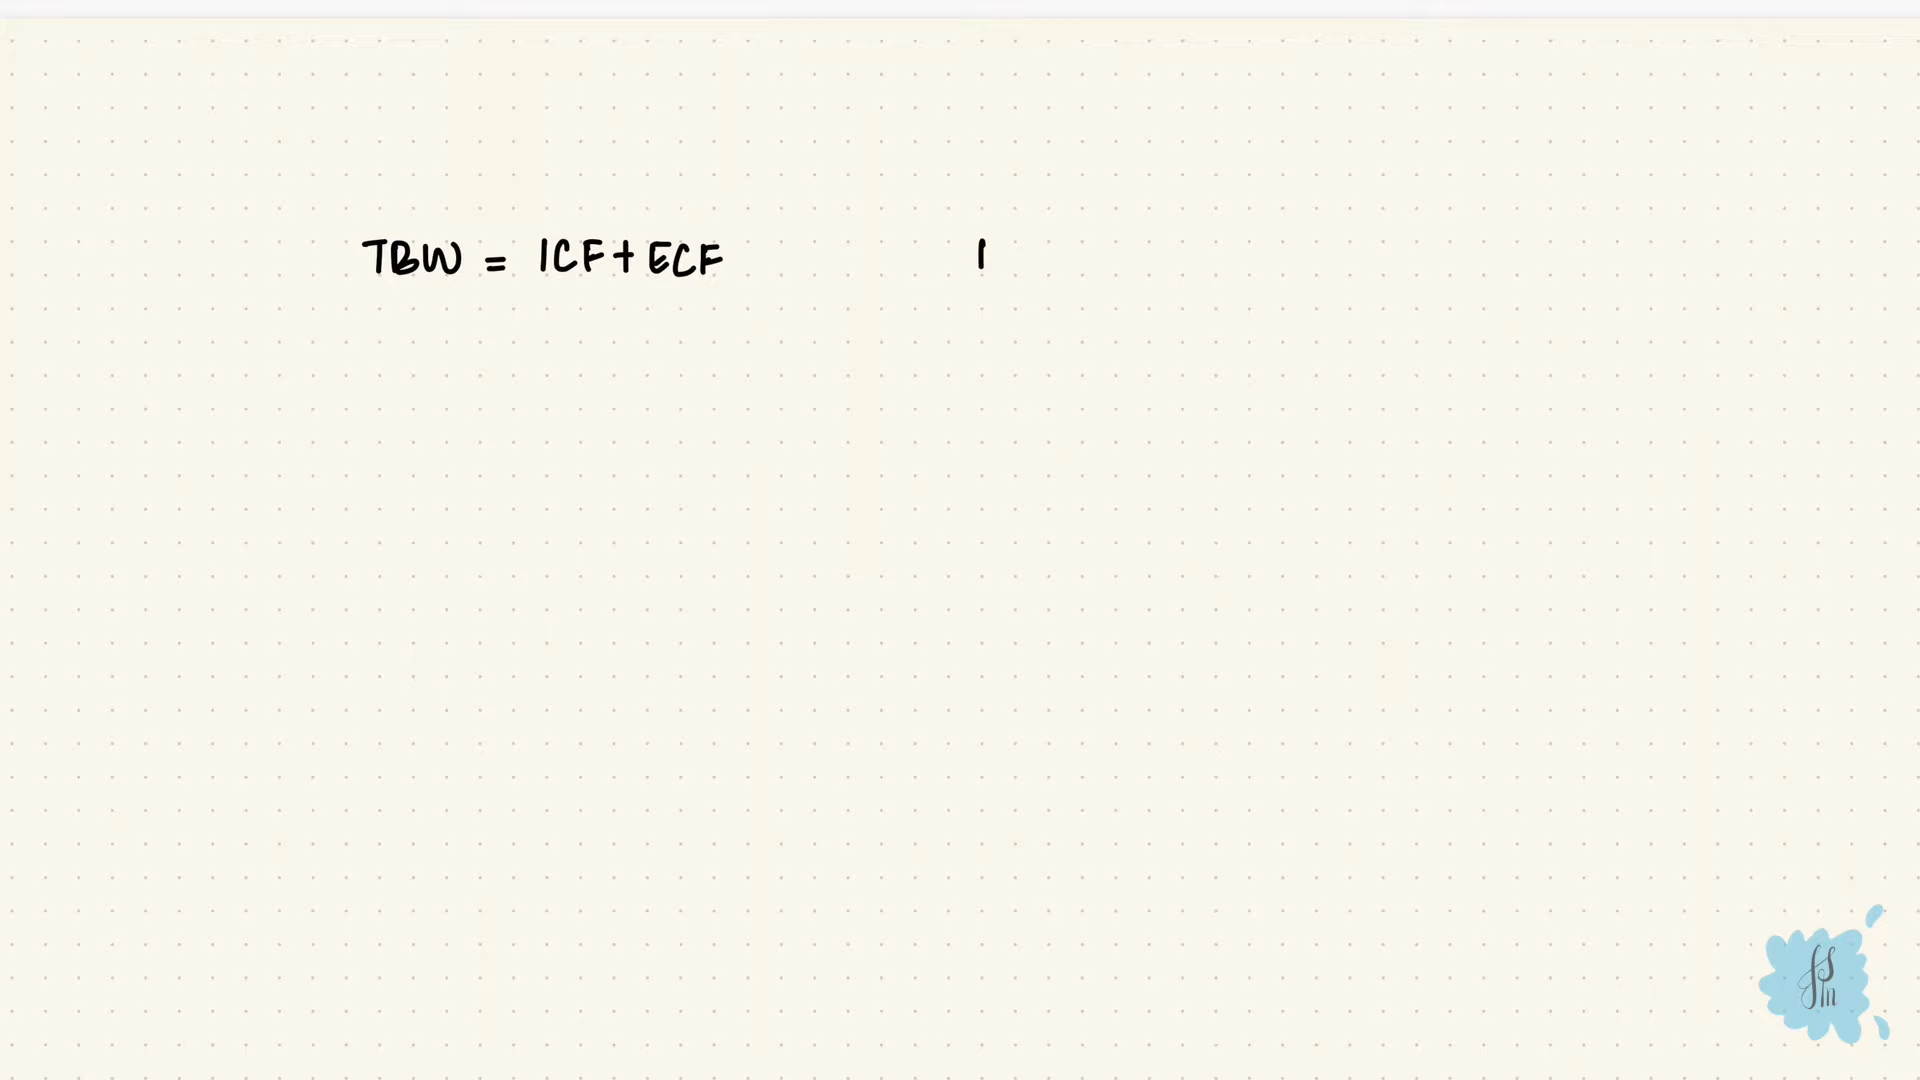 TBW = ICF + ECF I